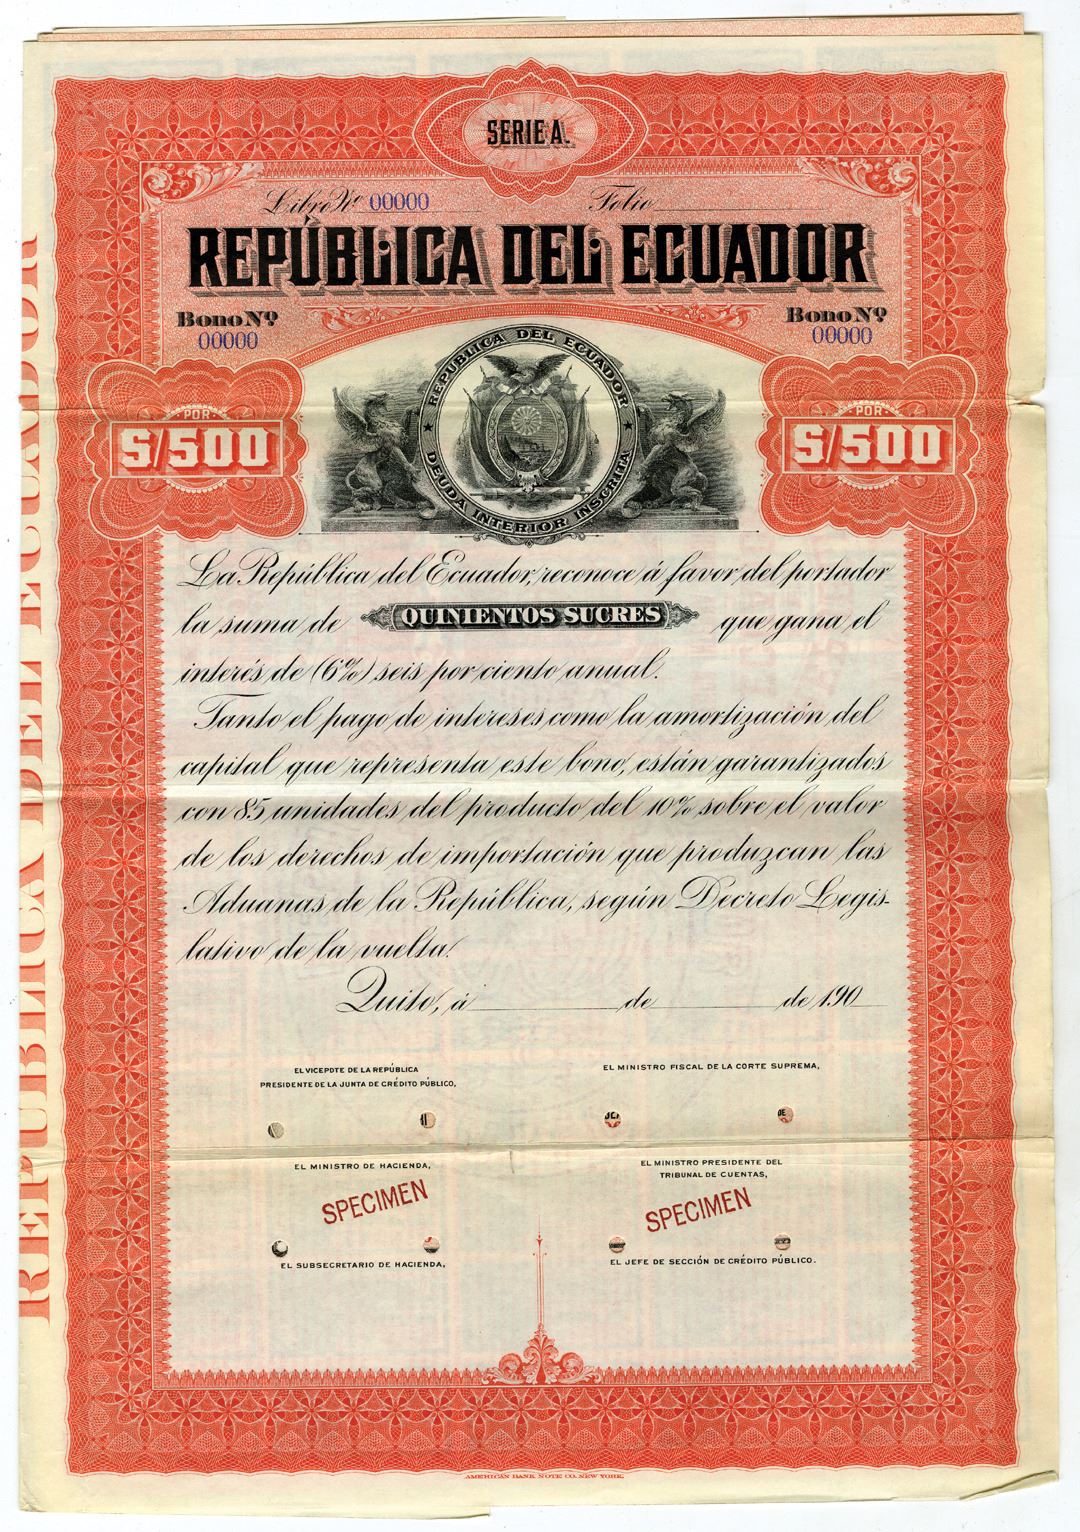 SERIE A.
Libro Nº 00000 Folio
REPÚBLICA DEL ECUADOR
Bono Nº 00000
Bono Nº 00000
REPUBLICA DEL ECUADOR
DEUDA INTERIOR INSCRITA
POR
S/500
POR
S/500
La República del Ecuador, reconoce á favor del portador
la suma de QUINIENTOS SUCRES que gana el
interés de (6%) seis por ciento anual.
Tanto el pago de intereses como la amortización del
capital que representa este bono, están garantizados
con 85 unidades del producto del 10% sobre el valor
de los derechos de importación que produzcan las
Aduanas de la República, según Decreto Legis-
lativo de la vuelta.
Quito, á de de 190
EL VICEPDTE DE LA REPÚBLICA
PRESIDENTE DE LA JUNTA DE CRÉDITO PÚBLICO,
EL MINISTRO FISCAL DE LA CORTE SUPREMA,
EL MINISTRO DE HACIENDA,
EL MINISTRO PRESIDENTE DEL
TRIBUNAL DE CUENTAS,
SPECIMEN
SPECIMEN
EL SUBSECRETARIO DE HACIENDA,
EL JEFE DE SECCIÓN DE CRÉDITO PÚBLICO.
AMERICAN BANK NOTE CO. NEW YORK.
REPUBLICA DEL ECUADOR